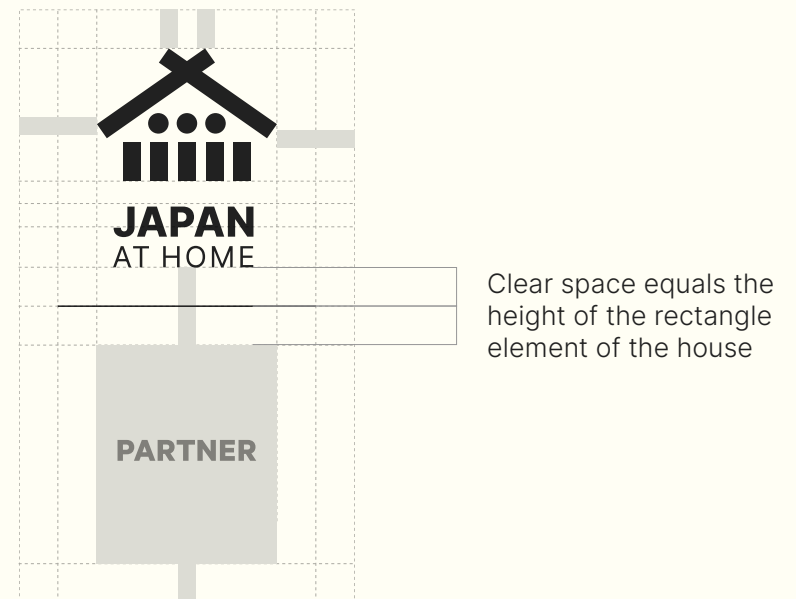 JAPAN
AT HOME
Clear space equals the
height of the rectangle
element of the house
PARTNER